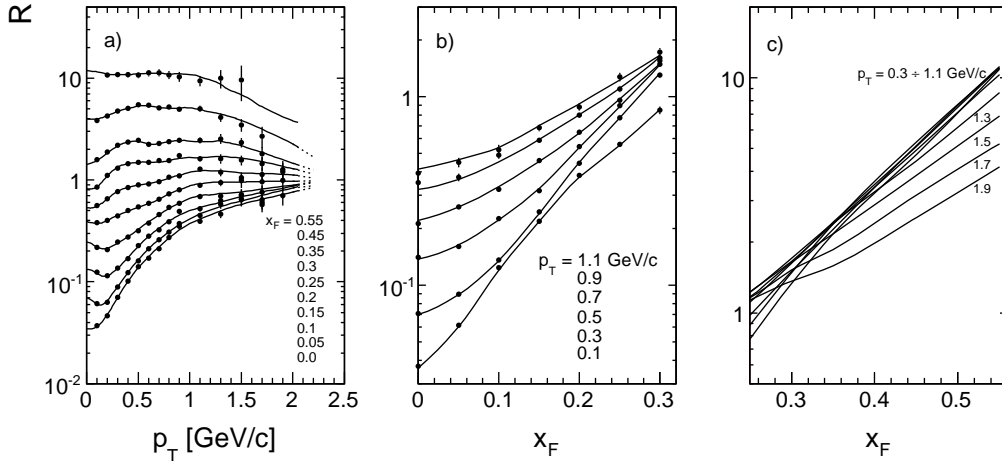 R
a)
10
1
10^-1
10^-2
x_F = 0.55
0.45
0.35
0.3
0.25
0.2
0.15
0.1
0.05
0.0
0 0.5 1 1.5 2 2.5
p_T [GeV/c]
b)
1
10^-1
p_T = 1.1 GeV/c
0.9
0.7
0.5
0.3
0.1
0 0.1 0.2 0.3
x_F
c)
10
1
p_T = 0.3 ÷ 1.1 GeV/c
1.3
1.5
1.7
1.9
0.3 0.4 0.5
x_F